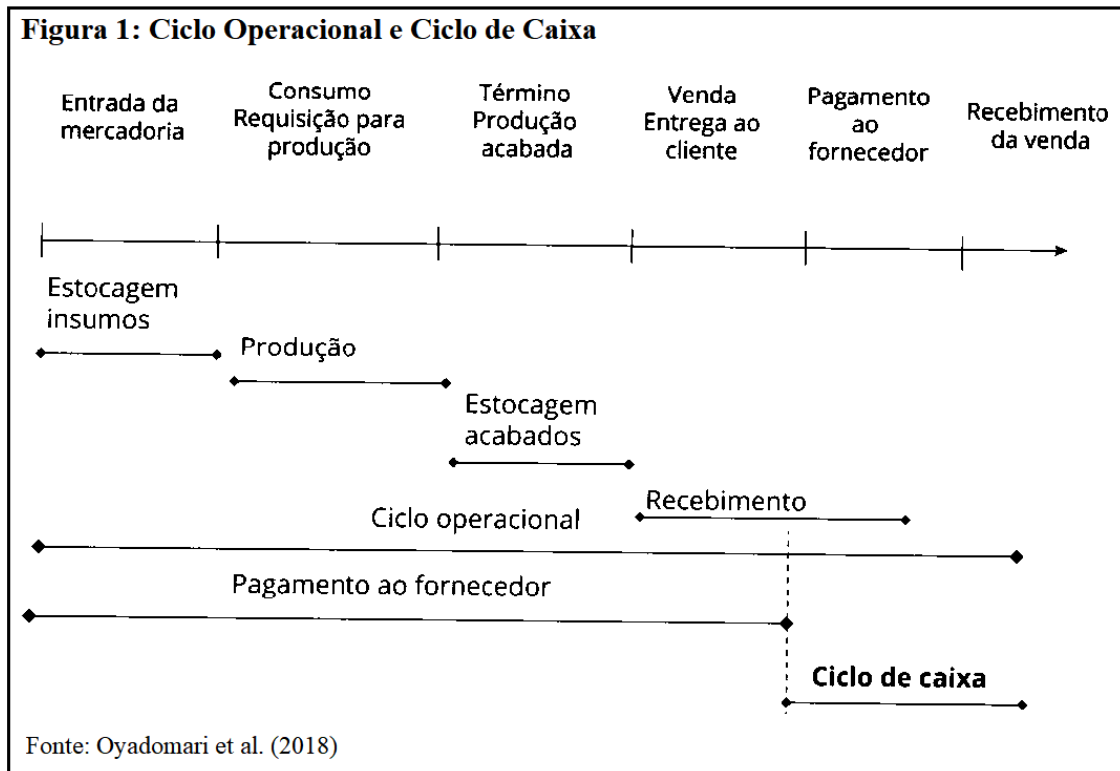 Figura 1: Ciclo Operacional e Ciclo de Caixa
Entrada da
mercadoria
Consumo
Requisição para
produção
Término
Produção
acabada
Venda
Entrega ao
cliente
Pagamento
ao
fornecedor
Recebimento
da venda
Estocagem
insumos
Produção
Estocagem
acabados
Recebimento
Ciclo operacional
Pagamento ao fornecedor
Ciclo de caixa
Fonte: Oyadomari et al. (2018)